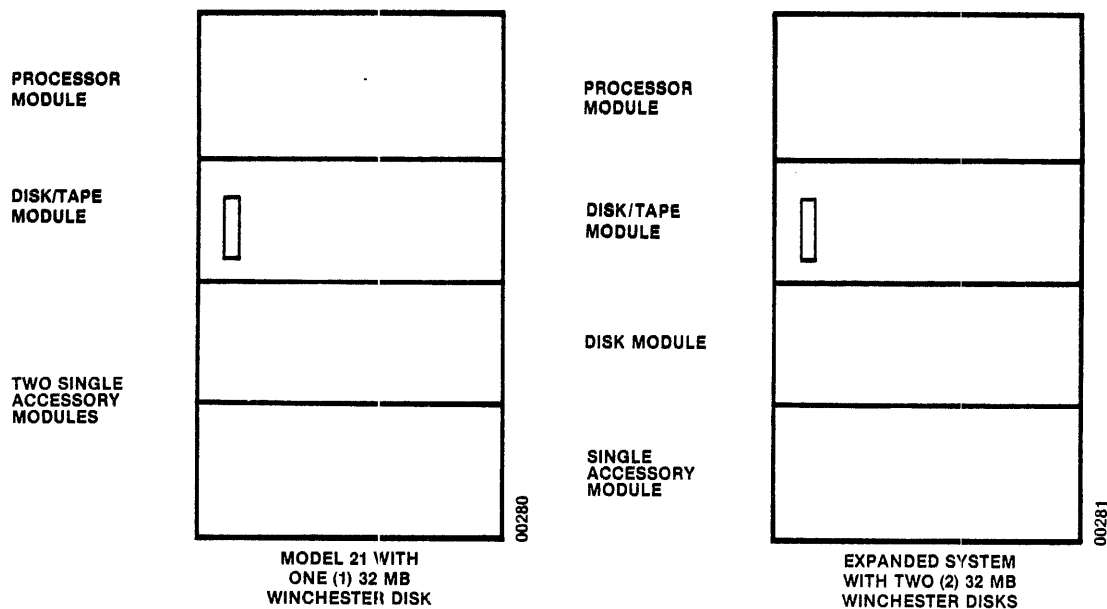 PROCESSOR
MODULE
DISK/TAPE
MODULE
TWO SINGLE
ACCESSORY
MODULES
00280
MODEL 21 WITH
ONE (1) 32 MB
WINCHESTER DISK
PROCESSOR
MODULE
DISK/TAPE
MODULE
DISK MODULE
SINGLE
ACCESSORY
MODULE
00281
EXPANDED SYSTEM
WITH TWO (2) 32 MB
WINCHESTER DISKS